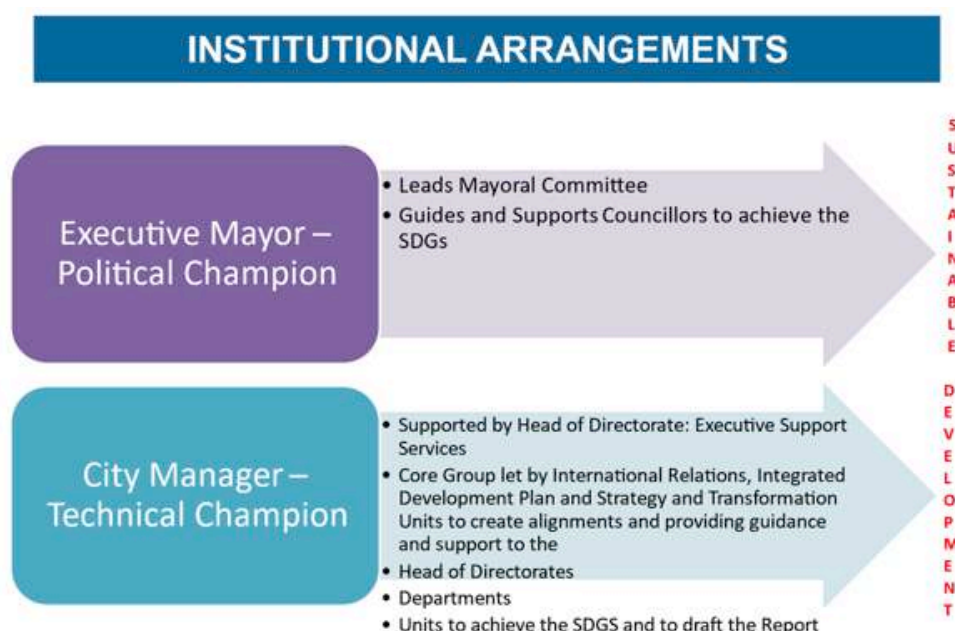 INSTITUTIONAL ARRANGEMENTS
Executive Mayor –
Political Champion
• Leads Mayoral Committee
• Guides and Supports Councillors to achieve the
SDGs
City Manager –
Technical Champion
• Supported by Head of Directorate: Executive Support
Services
• Core Group let by International Relations, Integrated
Development Plan and Strategy and Transformation
Units to create alignments and providing guidance
and support to the
• Head of Directorates
• Departments
• Units to achieve the SDGS and to draft the Report
SUSTAINABLE
DEVELOPMENT